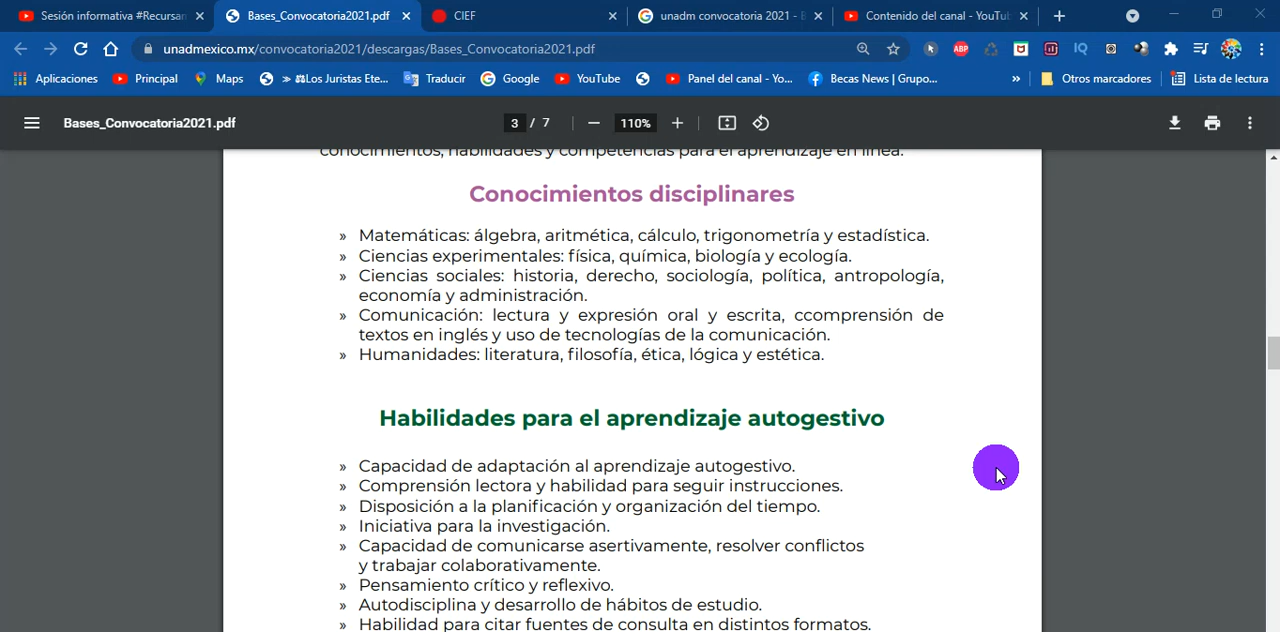 Sesión informativa #Recursan
Bases_Convocatoria2021.pdf
CIEF
unadm convocatoria 2021 - B
Contenido del canal - YouTu
unadmexico.mx/convocatoria2021/descargas/Bases_Convocatoria2021.pdf
Aplicaciones
Principal
Maps
» Los Juristas Ete...
Traducir
Google
YouTube
Panel del canal - Yo...
Becas News | Grupo...
»
Otros marcadores
Lista de lectura
Bases_Convocatoria2021.pdf
3 / 7
110%
conocimientos, habilidades y competencias para el aprendizaje en línea.
Conocimientos disciplinares
» Matemáticas: álgebra, aritmética, cálculo, trigonometría y estadística.
» Ciencias experimentales: física, química, biología y ecología.
» Ciencias sociales: historia, derecho, sociología, política, antropología,
economía y administración.
» Comunicación: lectura y expresión oral y escrita, ccomprensión de
textos en inglés y uso de tecnologías de la comunicación.
» Humanidades: literatura, filosofía, ética, lógica y estética.
Habilidades para el aprendizaje autogestivo
» Capacidad de adaptación al aprendizaje autogestivo.
» Comprensión lectora y habilidad para seguir instrucciones.
» Disposición a la planificación y organización del tiempo.
» Iniciativa para la investigación.
» Capacidad de comunicarse asertivamente, resolver conflictos
y trabajar colaborativamente.
» Pensamiento crítico y reflexivo.
» Autodisciplina y desarrollo de hábitos de estudio.
» Habilidad para citar fuentes de consulta en distintos formatos.